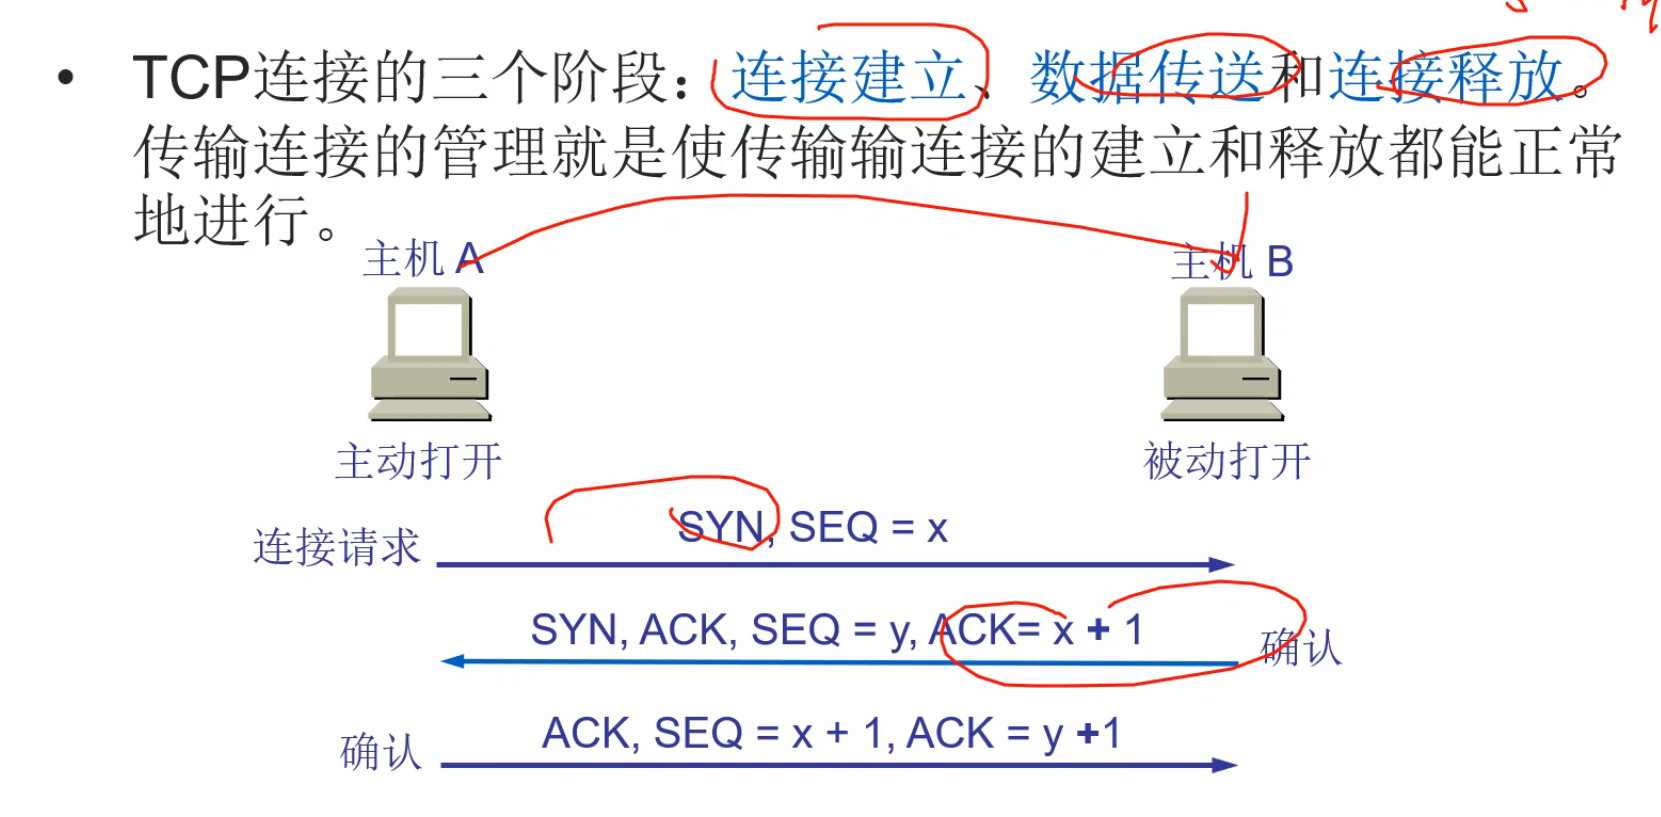 • TCP连接的三个阶段：连接建立、数据传送和连接释放。
传输连接的管理就是使传输输连接的建立和释放都能正常
地进行。
主机 A
主机 B
主动打开
被动打开
SYN, SEQ = x
连接请求
SYN, ACK, SEQ = y, ACK= x + 1
确认
ACK, SEQ = x + 1, ACK = y +1
确认